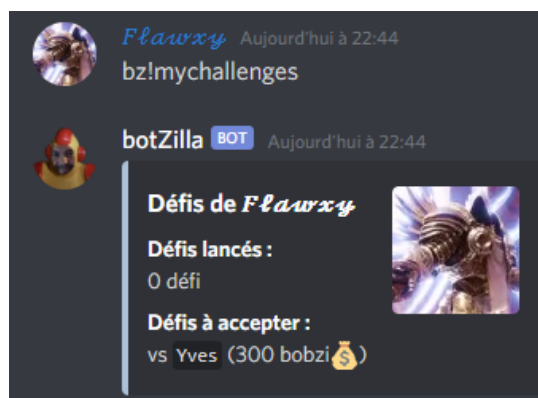 𝓕𝓵𝓪𝔀𝔁𝔂 Aujourd'hui à 22:44
bz!mychallenges
botZilla BOT Aujourd'hui à 22:44
Défis de 𝓕𝓵𝓪𝔀𝔁𝔂
Défis lancés :
0 défi
Défis à accepter :
vs Yves (300 bobzi💰)